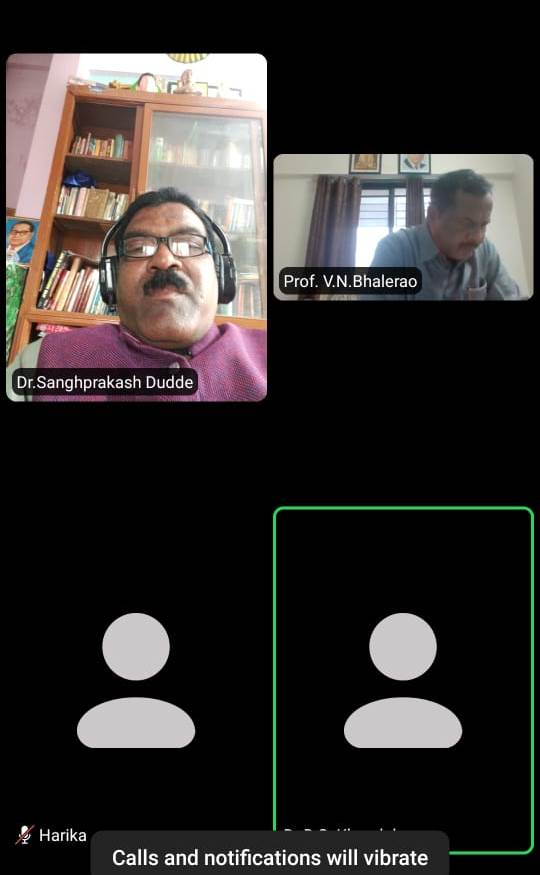 Prof. V.N.Bhalerao
Dr.Sanghprakash Dudde
Harika
Calls and notifications will vibrate